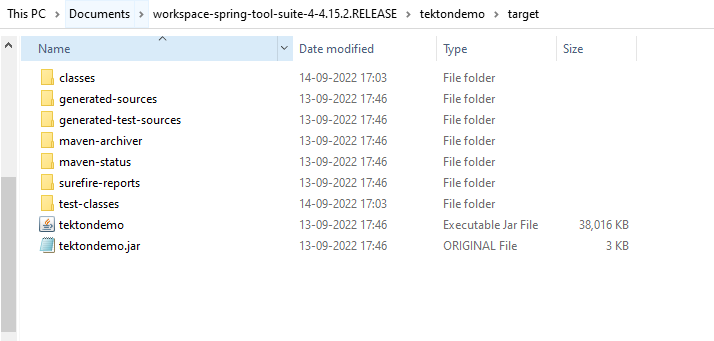 This PC > Documents > workspace-spring-tool-suite-4-4.15.2.RELEASE > tektondemo > target
Name Date modified Type Size
classes 14-09-2022 17:03 File folder
generated-sources 13-09-2022 17:46 File folder
generated-test-sources 13-09-2022 17:46 File folder
maven-archiver 13-09-2022 17:46 File folder
maven-status 13-09-2022 17:46 File folder
surefire-reports 13-09-2022 17:46 File folder
test-classes 14-09-2022 17:03 File folder
tektondemo 13-09-2022 17:46 Executable Jar File 38,016 KB
tektondemo.jar 13-09-2022 17:46 ORIGINAL File 3 KB